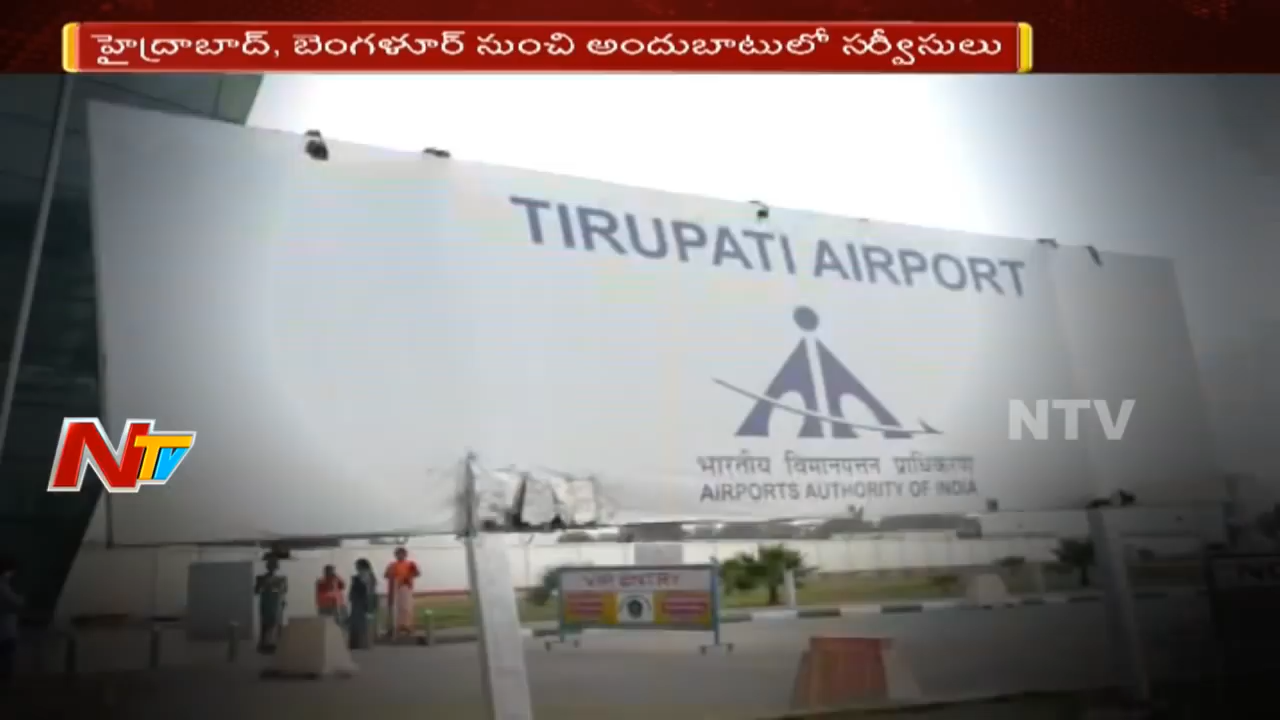 హైద్రాబాద్, బెంగళూర్ నుంచి అందుబాటులో సర్వీసులు
TIRUPATI AIRPORT
NTV
NTV
भारतीय विमानपत्तन प्राधिकरण
AIRPORTS AUTHORITY OF INDIA
VIP ENTRY